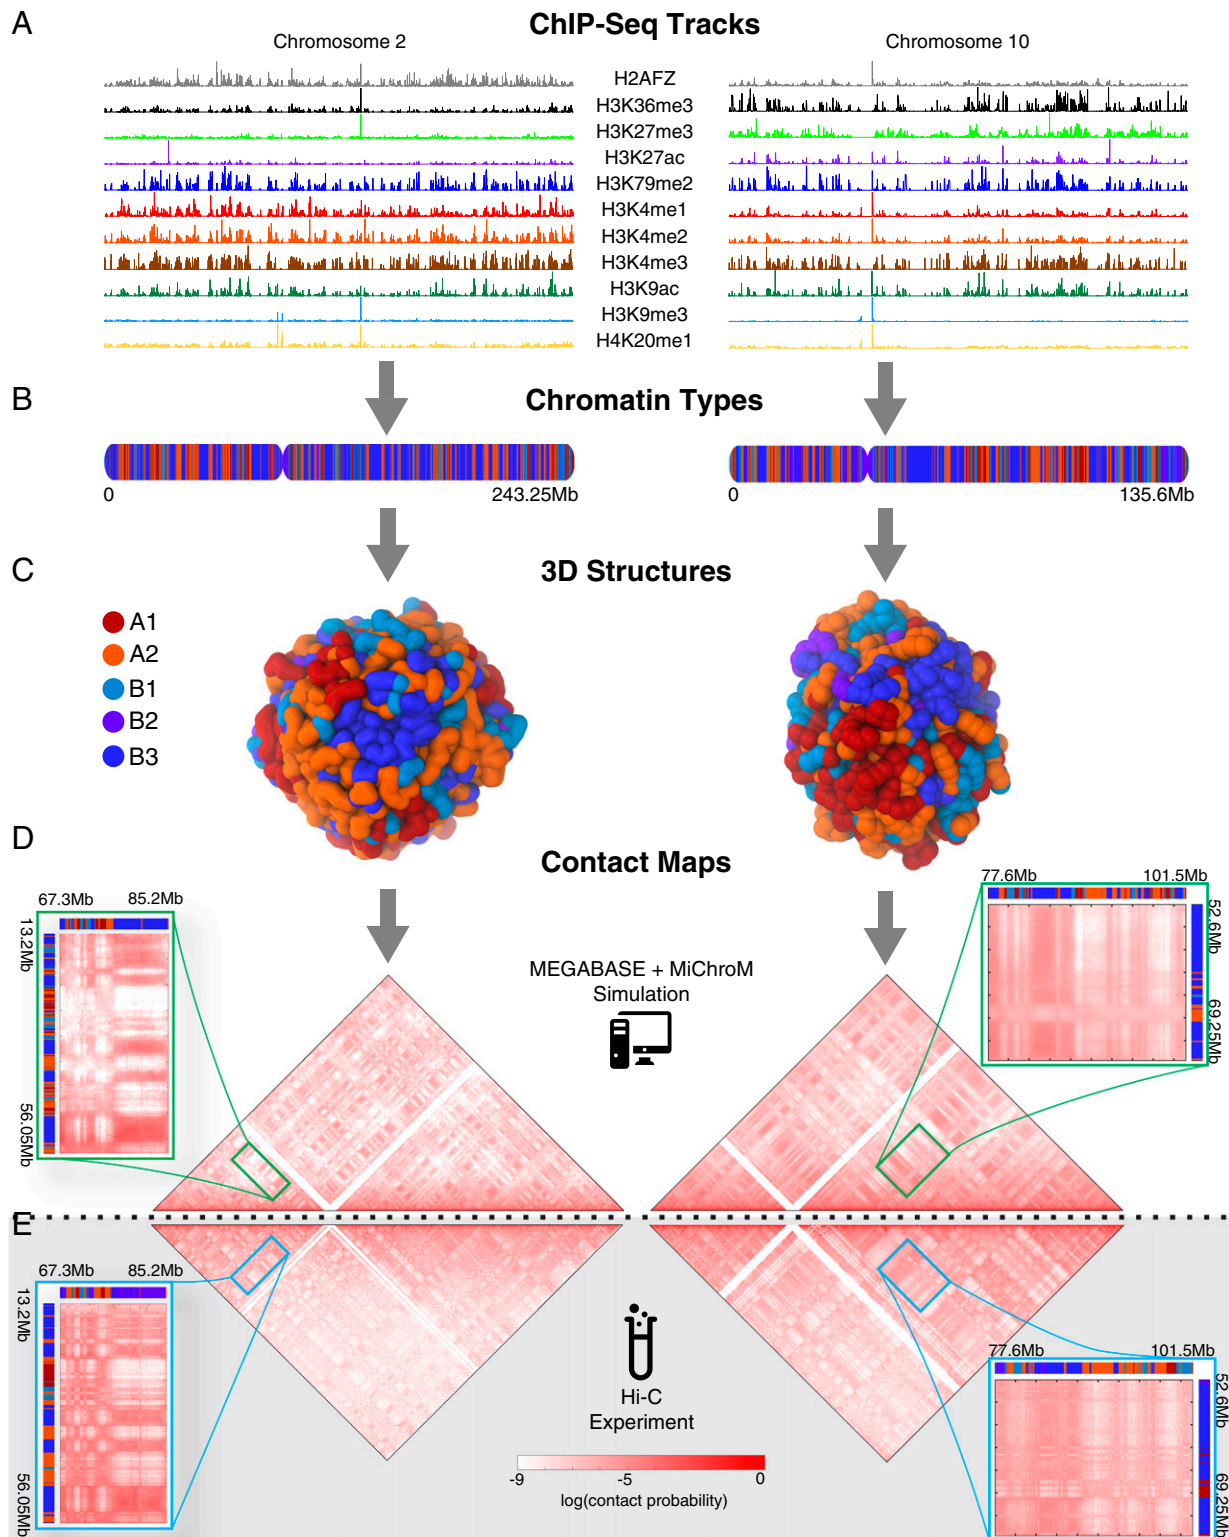 A
ChIP-Seq Tracks
Chromosome 2
Chromosome 10
H2AFZ
H3K36me3
H3K27me3
H3K27ac
H3K79me2
H3K4me1
H3K4me2
H3K4me3
H3K9ac
H3K9me3
H4K20me1
B
Chromatin Types
0
243.25Mb
0
135.6Mb
C
3D Structures
A1
A2
B1
B2
B3
D
Contact Maps
67.3Mb
85.2Mb
13.2Mb
56.05Mb
77.6Mb
101.5Mb
52.6Mb
69.25Mb
MEGABASE + MiChroM
Simulation
E
67.3Mb
85.2Mb
13.2Mb
56.05Mb
Hi-C
Experiment
77.6Mb
101.5Mb
52.6Mb
69.25Mb
-9
-5
0
log(contact probability)